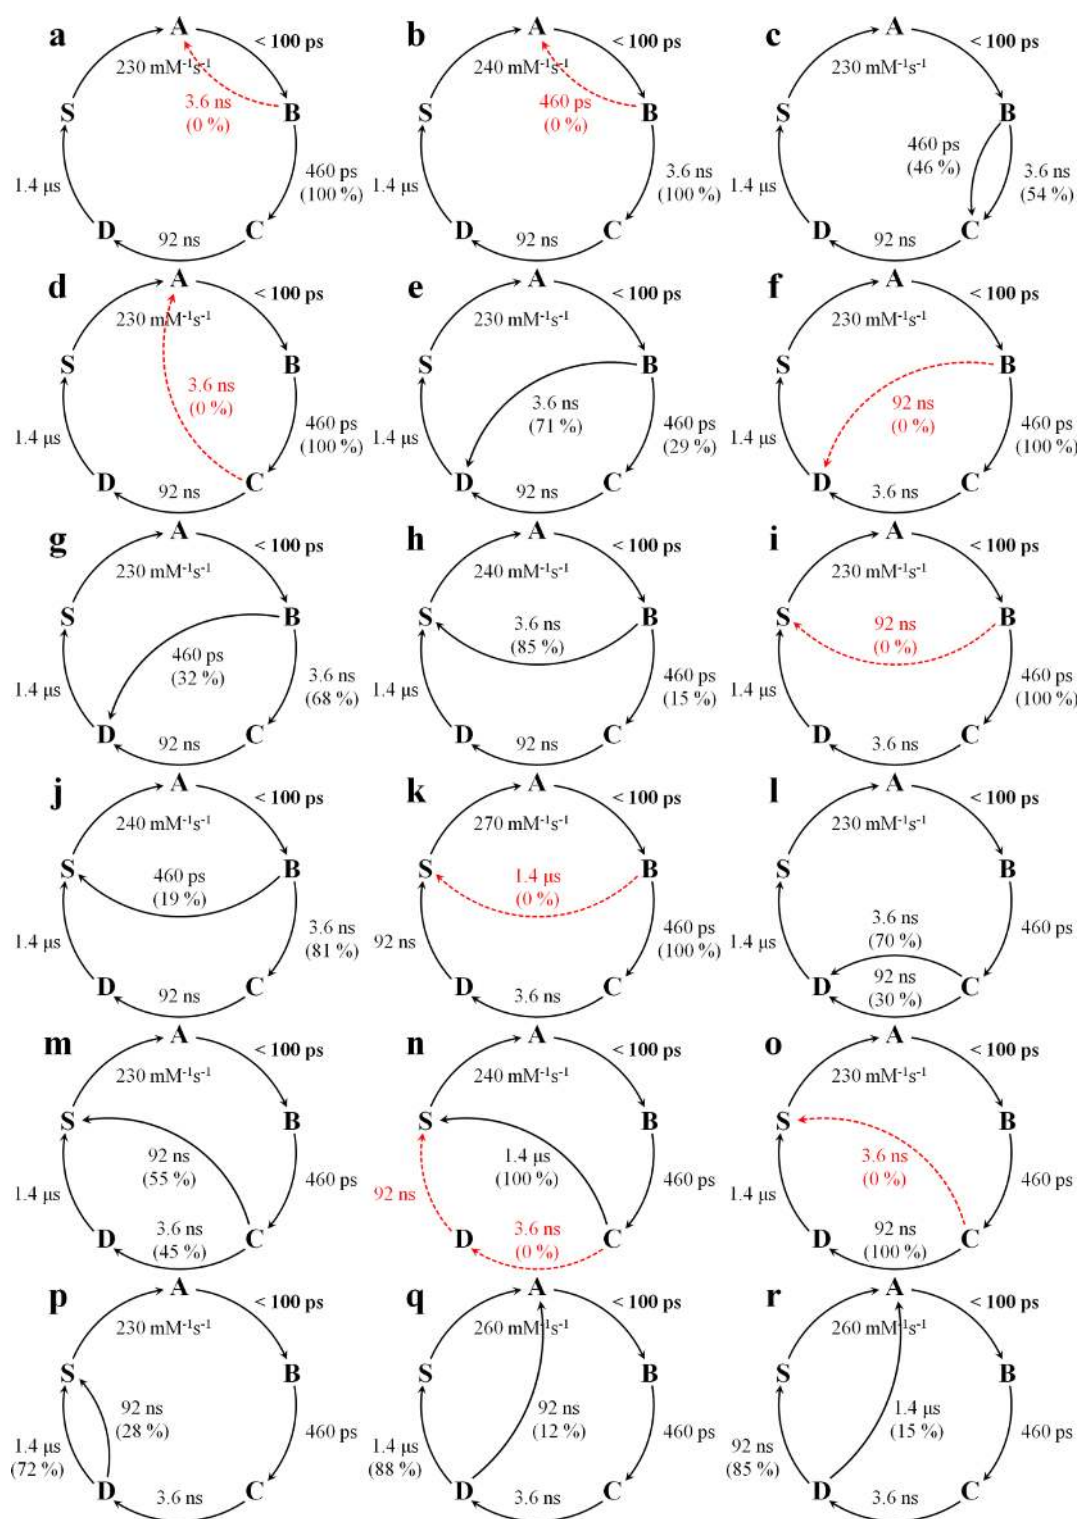 a A < 100 ps
230 mM⁻¹s⁻¹
3.6 ns
(0 %)
S B
460 ps
(100 %)
1.4 μs
D C
92 ns
b A < 100 ps
240 mM⁻¹s⁻¹
460 ps
(0 %)
S B
3.6 ns
(100 %)
1.4 μs
D C
92 ns
c A < 100 ps
230 mM⁻¹s⁻¹
S B
460 ps
(46 %)
3.6 ns
(54 %)
1.4 μs
D C
92 ns
d A < 100 ps
230 mM⁻¹s⁻¹
S B
3.6 ns
(0 %)
460 ps
(100 %)
1.4 μs
D C
92 ns
e A < 100 ps
230 mM⁻¹s⁻¹
S B
3.6 ns
(71 %)
460 ps
(29 %)
1.4 μs
D C
92 ns
f A < 100 ps
230 mM⁻¹s⁻¹
S B
92 ns
(0 %)
460 ps
(100 %)
1.4 μs
D C
3.6 ns
g A < 100 ps
230 mM⁻¹s⁻¹
S B
460 ps
(32 %)
3.6 ns
(68 %)
1.4 μs
D C
92 ns
h A < 100 ps
240 mM⁻¹s⁻¹
S B
3.6 ns
(85 %)
460 ps
(15 %)
1.4 μs
D C
92 ns
i A < 100 ps
230 mM⁻¹s⁻¹
S B
92 ns
(0 %)
460 ps
(100 %)
1.4 μs
D C
3.6 ns
j A < 100 ps
240 mM⁻¹s⁻¹
S B
460 ps
(19 %)
3.6 ns
(81 %)
1.4 μs
D C
92 ns
k A < 100 ps
270 mM⁻¹s⁻¹
S B
1.4 μs
(0 %)
460 ps
(100 %)
92 ns
D C
3.6 ns
l A < 100 ps
230 mM⁻¹s⁻¹
S B
3.6 ns
(70 %)
460 ps
1.4 μs
D C
92 ns
(30 %)
m A < 100 ps
230 mM⁻¹s⁻¹
S B
92 ns
(55 %)
460 ps
1.4 μs
3.6 ns
(45 %)
D C
n A < 100 ps
240 mM⁻¹s⁻¹
S B
1.4 μs
(100 %)
460 ps
92 ns
3.6 ns
(0 %)
D C
o A < 100 ps
230 mM⁻¹s⁻¹
S B
3.6 ns
(0 %)
460 ps
1.4 μs
92 ns
(100 %)
D C
p A < 100 ps
230 mM⁻¹s⁻¹
S B
92 ns
(28 %)
460 ps
1.4 μs
(72 %)
D C
3.6 ns
q A < 100 ps
260 mM⁻¹s⁻¹
S B
92 ns
(12 %)
460 ps
1.4 μs
(88 %)
D C
3.6 ns
r A < 100 ps
260 mM⁻¹s⁻¹
S B
1.4 μs
(15 %)
460 ps
92 ns
(85 %)
D C
3.6 ns